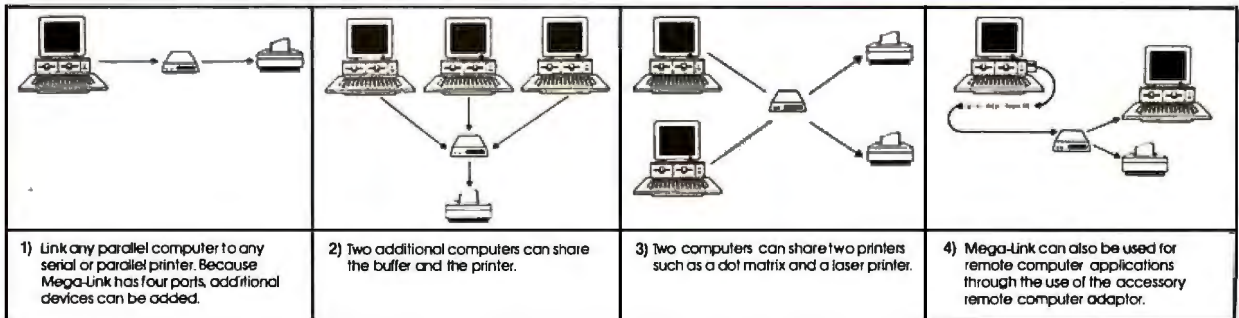 1) Link any parallel computer to any
serial or parallel printer. Because
Mega-Link has four ports, additional
devices can be added.
2) Two additional computers can share
the buffer and the printer.
3) Two computers can share two printers
such as a dot matrix and a laser printer.
4) Mega-Link can also be used for
remote computer applications
through the use of the accessory
remote computer adaptor.